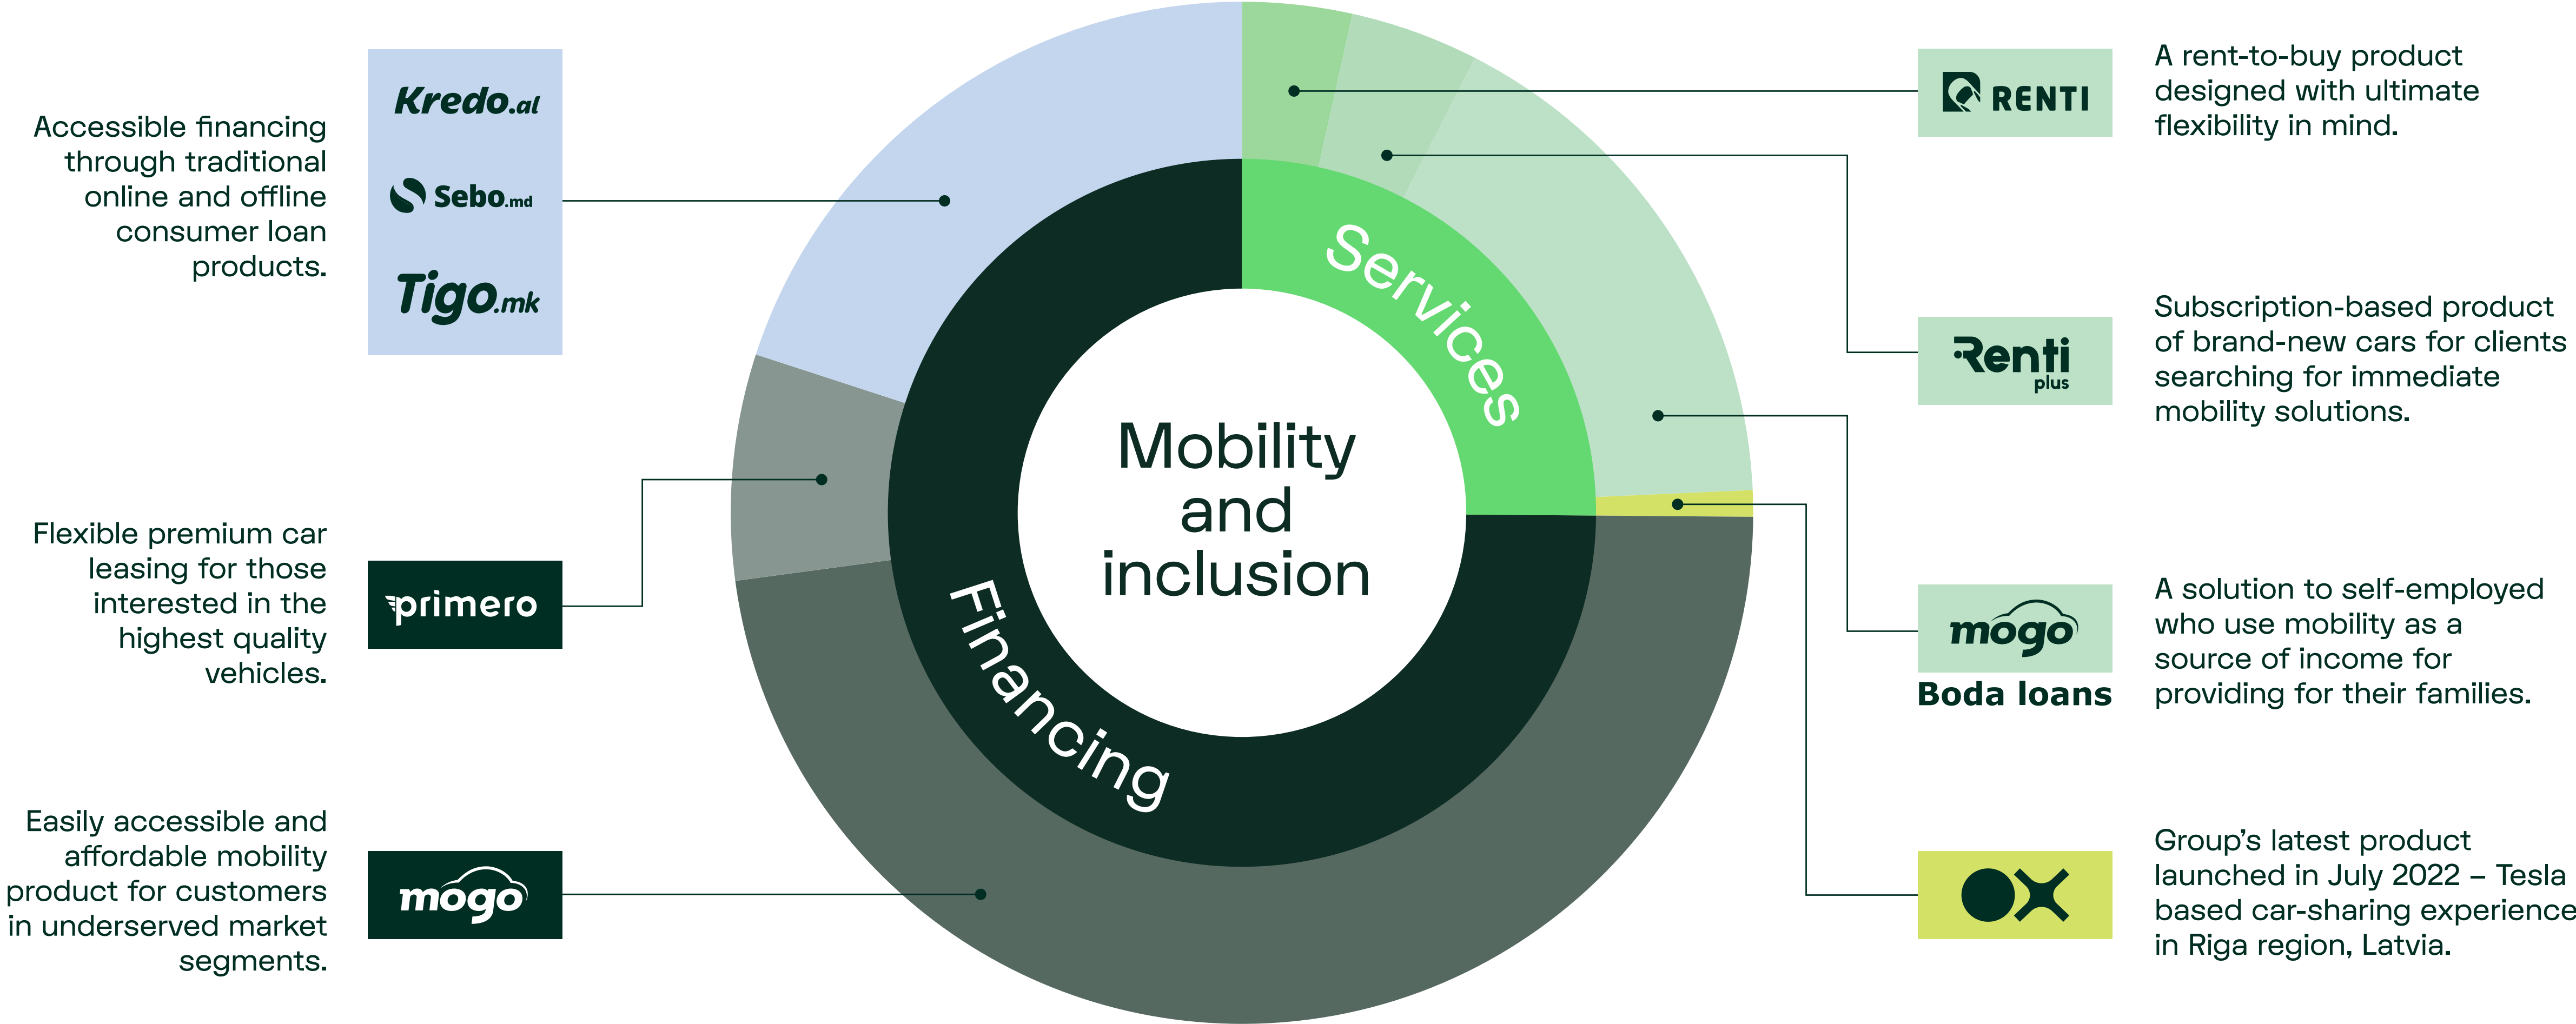 Accessible financing
through traditional
online and offline
consumer loan
products.
Kredo.al
Sebo.md
Tigo.mk
Flexible premium car
leasing for those
interested in the
highest quality
vehicles.
primero
Easily accessible and
affordable mobility
product for customers
in underserved market
segments.
mogo
Mobility
and
inclusion
Services
Financing
RENTI
A rent-to-buy product
designed with ultimate
flexibility in mind.
Renti
plus
Subscription-based product
of brand-new cars for clients
searching for immediate
mobility solutions.
mogo
Boda loans
A solution to self-employed
who use mobility as a
source of income for
providing for their families.
OX
Group’s latest product
launched in July 2022 – Tesla
based car-sharing experience
in Riga region, Latvia.